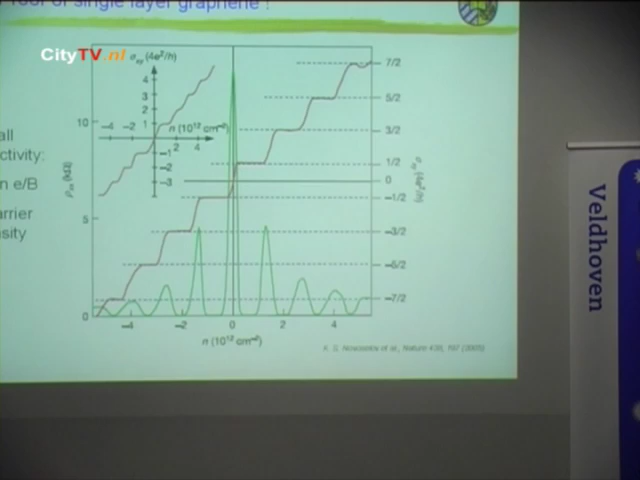 of single layer graphene !
CityTV.nl
σxy (4e²/h)
4
3
2
1
−4 −2
n (10¹² cm⁻²)
2 4
−1
−2
−3
all
ctivity:
n e/B
arrier
sity
10
5
0
ρxx (kΩ)
7/2
5/2
3/2
1/2
0
−1/2
−3/2
−5/2
−7/2
σxy (4e²/h)
−4 −2 0 2 4
n (10¹² cm⁻²)
K. S. Novoselov et al., Nature 438, 197 (2005)
Veldhoven